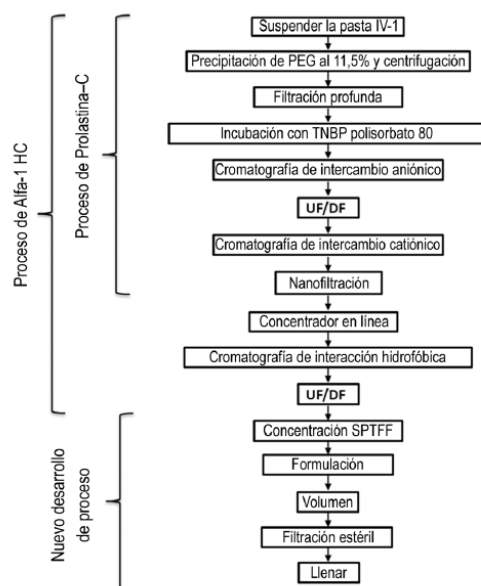 Suspender la pasta IV-1
Precipitación de PEG al 11,5% y centrifugación
Filtración profunda
Incubación con TNBP polisorbato 80
Cromatografía de intercambio aniónico
UF/DF
Cromatografía de intercambio catiónico
Nanofiltración
Concentrador en línea
Cromatografía de interacción hidrofóbica
UF/DF
Concentración SPTFF
Formulación
Volumen
Filtración estéril
Llenar
Proceso de Alfa-1 HC
Proceso de Prolastina–C
Nuevo desarrollo
de proceso